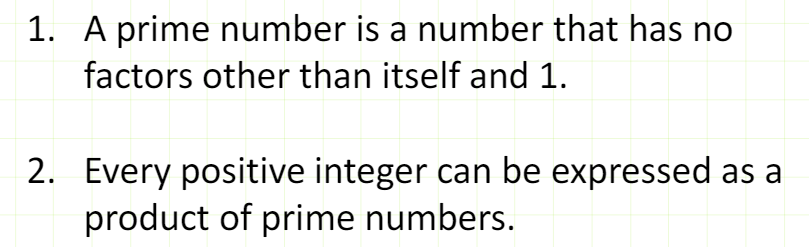 1. A prime number is a number that has no
factors other than itself and 1.
2. Every positive integer can be expressed as a
product of prime numbers.